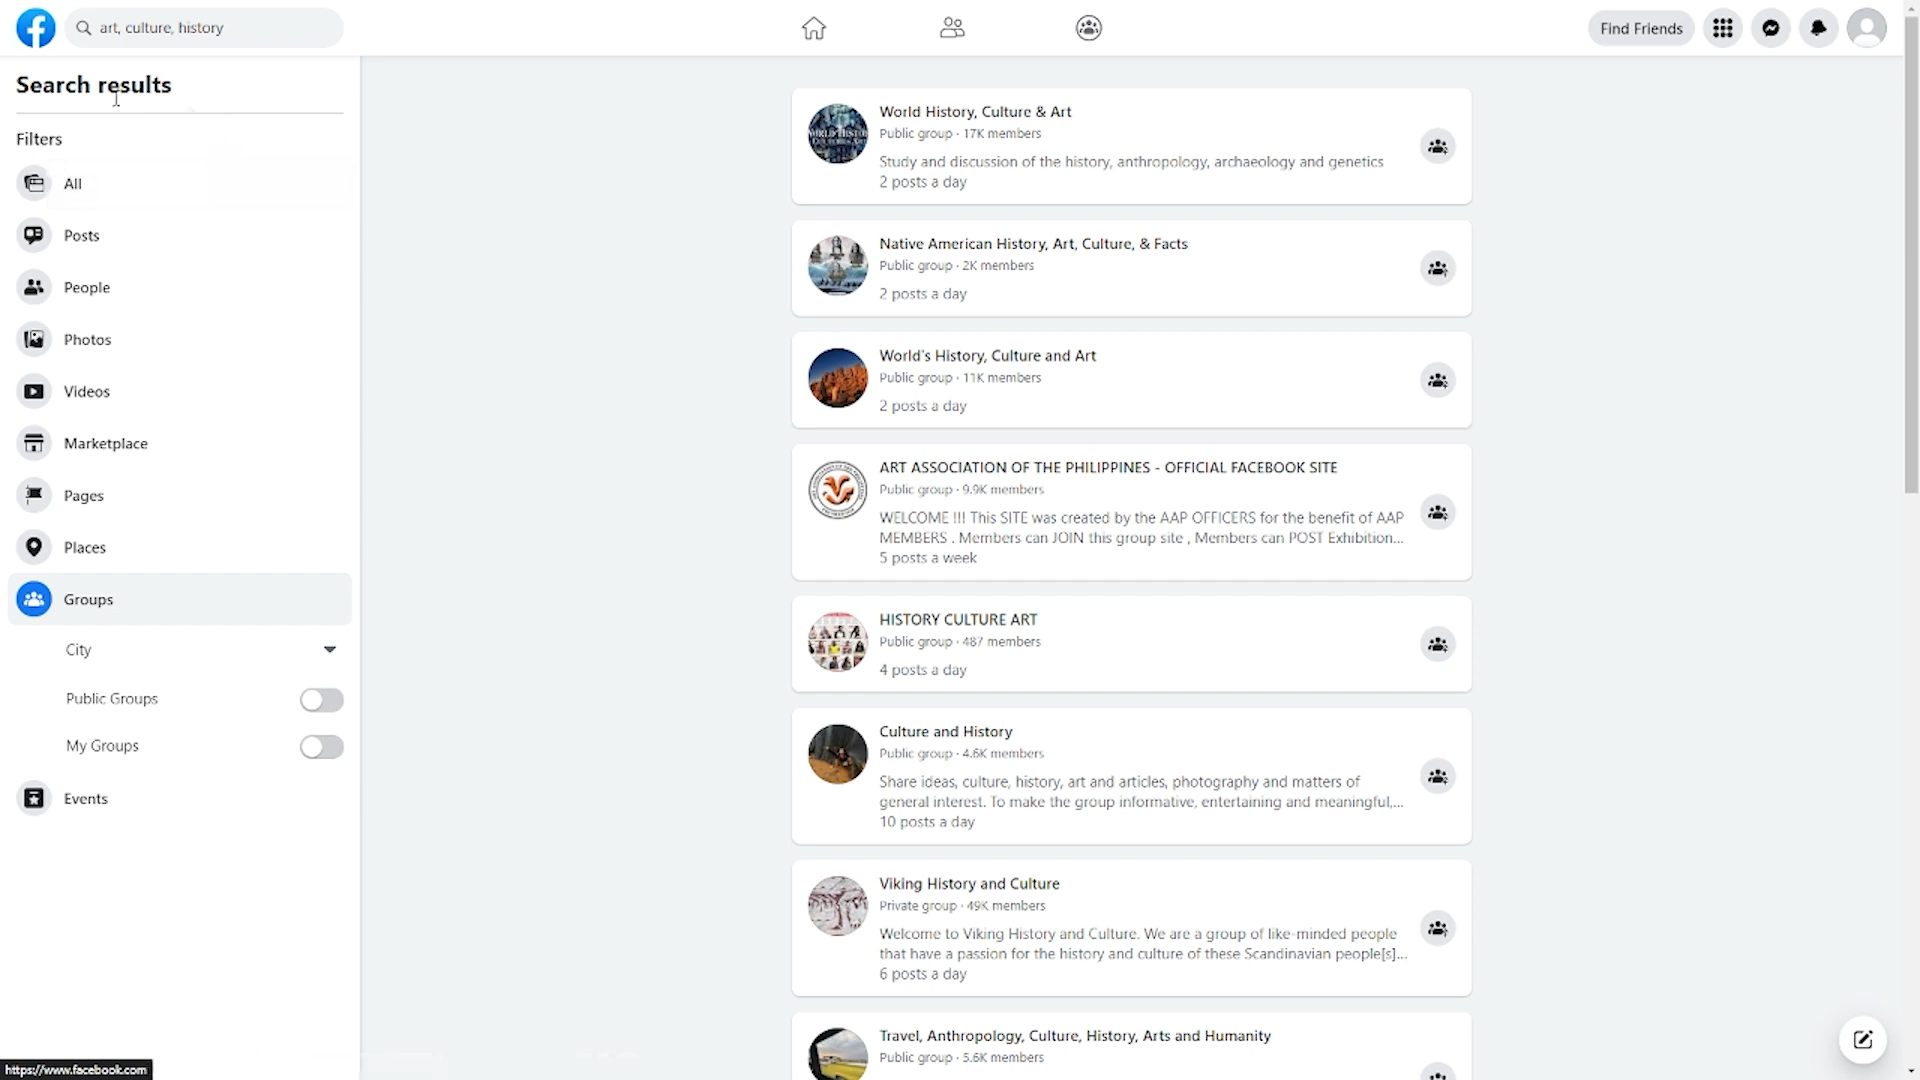 art, culture, history
Find Friends
Search results
Filters
All
Posts
People
Photos
Videos
Marketplace
Pages
Places
Groups
City
Public Groups
My Groups
Events
World History, Culture & Art
Public group · 17K members
Study and discussion of the history, anthropology, archaeology and genetics
2 posts a day
Native American History, Art, Culture, & Facts
Public group · 2K members
2 posts a day
World's History, Culture and Art
Public group · 11K members
2 posts a day
ART ASSOCIATION OF THE PHILIPPINES - OFFICIAL FACEBOOK SITE
Public group · 9.9K members
WELCOME !!! This SITE was created by the AAP OFFICERS for the benefit of AAP
MEMBERS . Members can JOIN this group site , Members can POST Exhibition...
5 posts a week
HISTORY CULTURE ART
Public group · 487 members
4 posts a day
Culture and History
Public group · 4.6K members
Share ideas, culture, history, art and articles, photography and matters of
general interest. To make the group informative, entertaining and meaningful,...
10 posts a day
Viking History and Culture
Private group · 49K members
Welcome to Viking History and Culture. We are a group of like-minded people
that have a passion for the history and culture of these Scandinavian people[s]...
6 posts a day
Travel, Anthropology, Culture, History, Arts and Humanity
Public group · 5.6K members
https://www.facebook.com